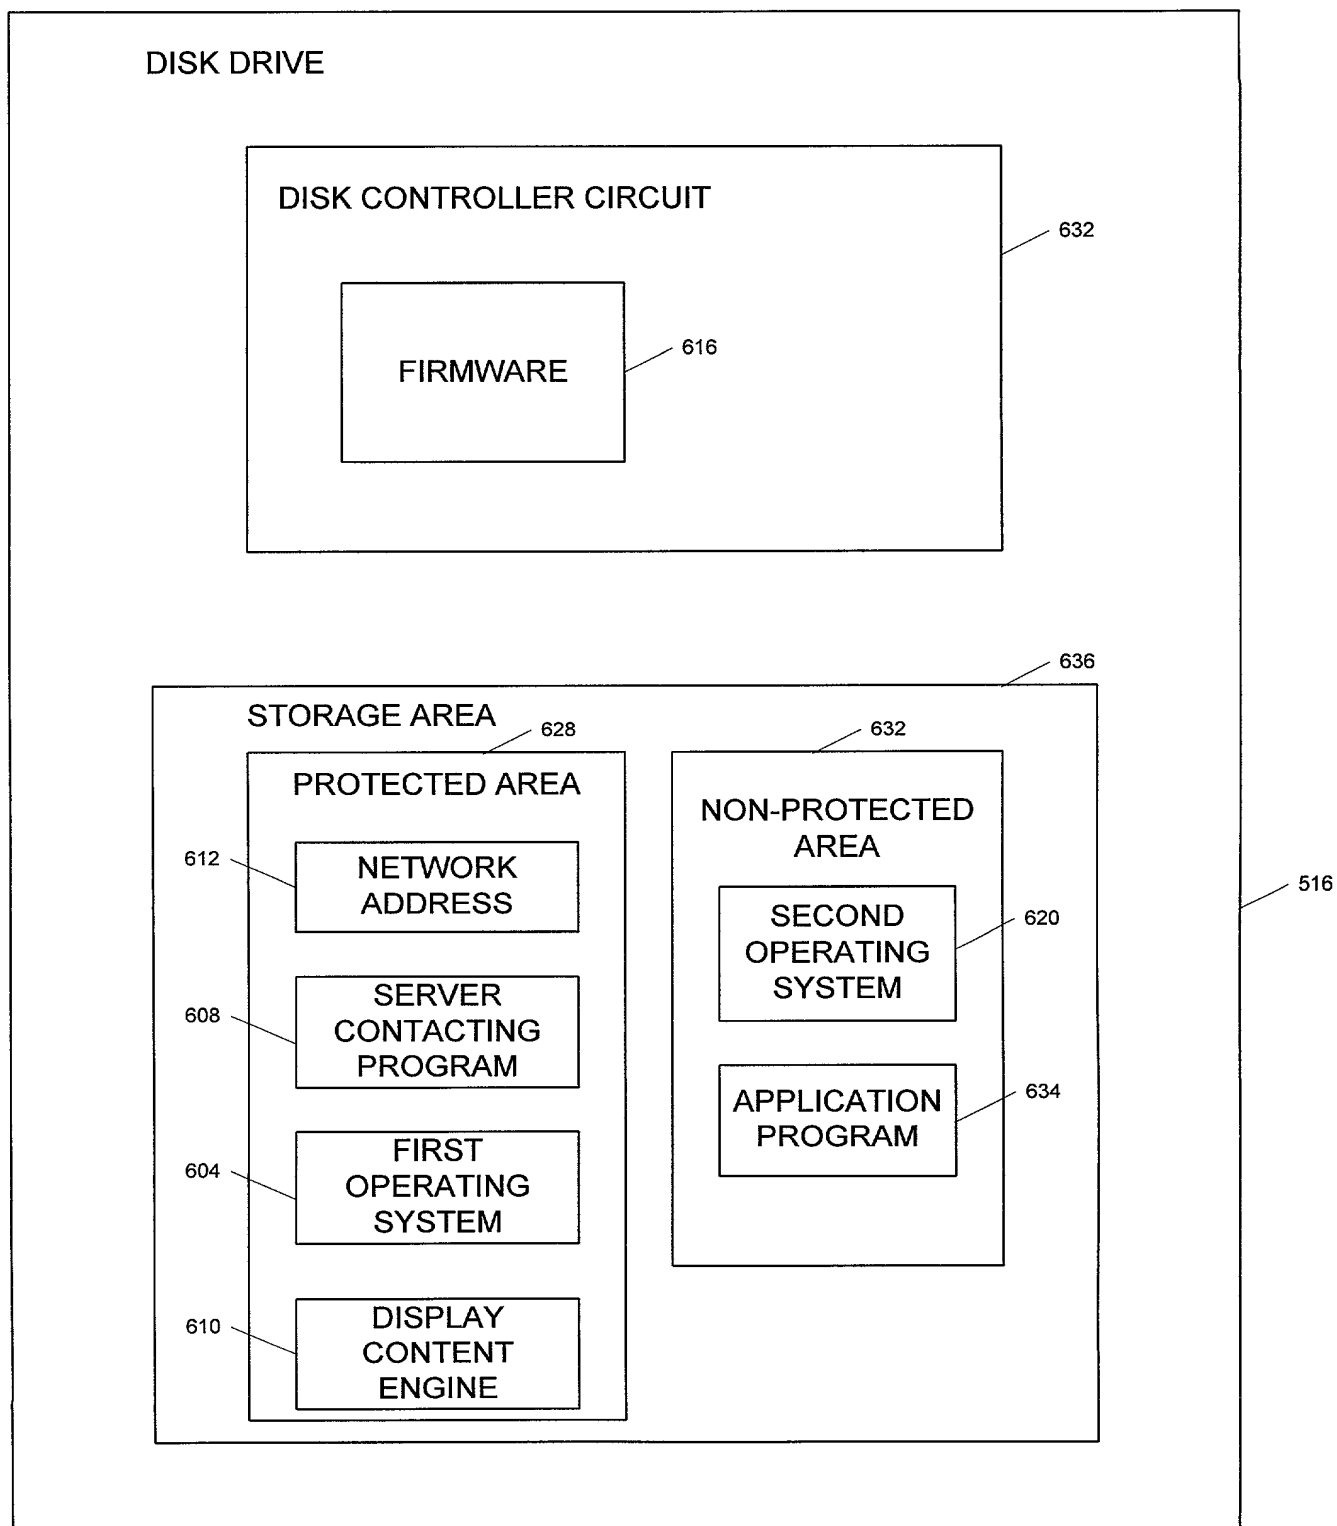 DISK DRIVE
DISK CONTROLLER CIRCUIT
632
FIRMWARE
616
636
STORAGE AREA
628
632
PROTECTED AREA
NON-PROTECTED
AREA
612
NETWORK
ADDRESS
516
SECOND
OPERATING
SYSTEM
620
608
SERVER
CONTACTING
PROGRAM
APPLICATION
PROGRAM
634
604
FIRST
OPERATING
SYSTEM
610
DISPLAY
CONTENT
ENGINE